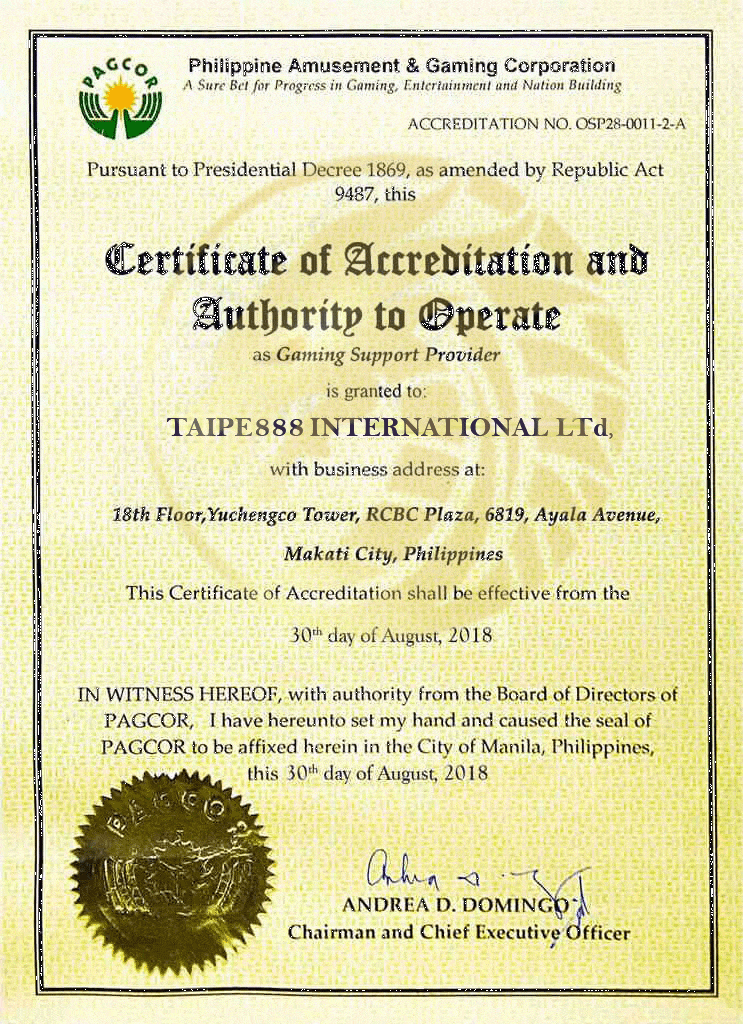 PAGCOR
Philippine Amusement & Gaming Corporation
A Sure Bet for Progress in Gaming, Entertainment and Nation Building
ACCREDITATION NO. OSP28-0011-2-A
Pursuant to Presidential Decree 1869, as amended by Republic Act
9487, this
Certificate of Accreditation and
Authority to Operate
as Gaming Support Provider
is granted to:
TAIPE888 INTERNATIONAL LTd,
with business address at:
18th Floor,Yuchengco Tower, RCBC Plaza, 6819, Ayala Avenue,
Makati City, Philippines
This Certificate of Accreditation shall be effective from the
30th day of August, 2018
IN WITNESS HEREOF, with authority from the Board of Directors of
PAGCOR, I have hereunto set my hand and caused the seal of
PAGCOR to be affixed herein in the City of Manila, Philippines,
this 30th day of August, 2018
PAGCOR
ANDREA D. DOMINGO
Chairman and Chief Executive Officer